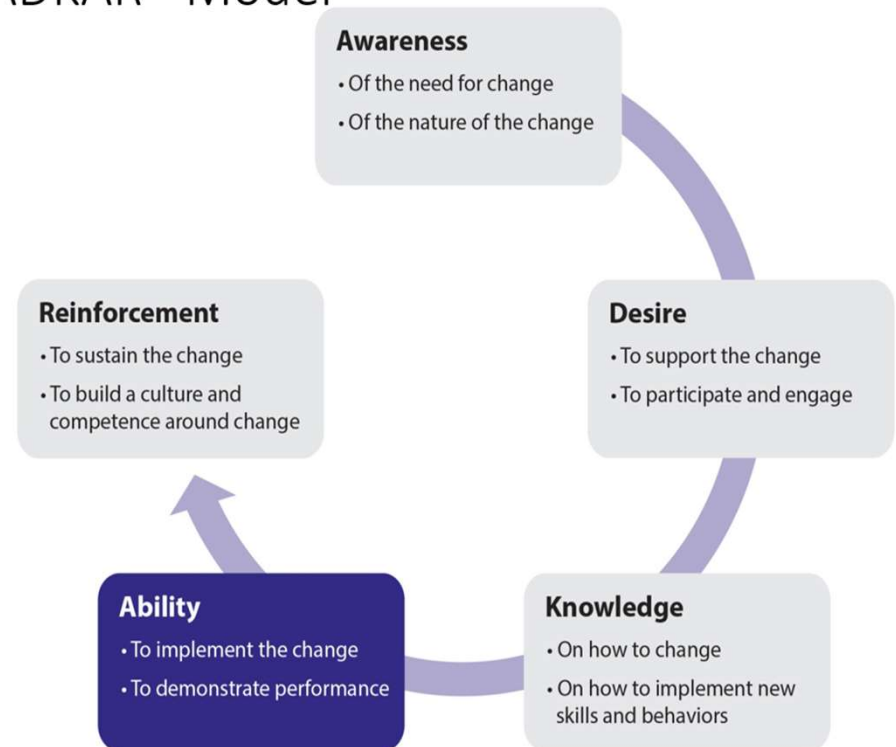 ADKAR Model
Awareness
• Of the need for change
• Of the nature of the change
Desire
• To support the change
• To participate and engage
Knowledge
• On how to change
• On how to implement new
skills and behaviors
Ability
• To implement the change
• To demonstrate performance
Reinforcement
• To sustain the change
• To build a culture and
competence around change